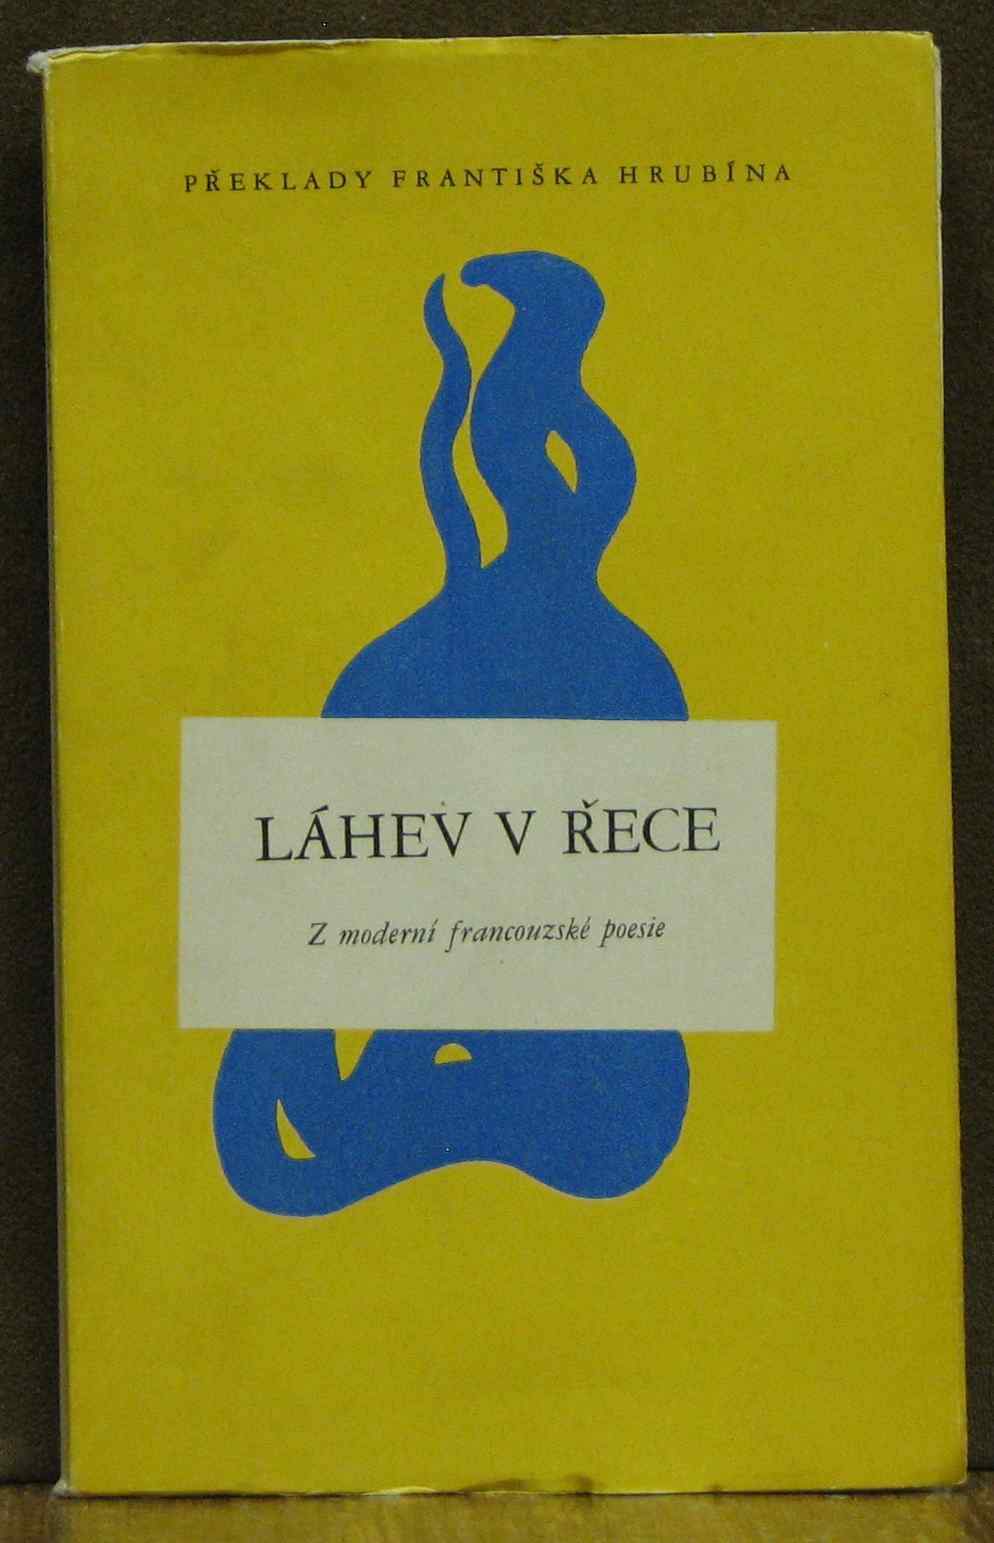 PŘEKLADY FRANTIŠKA HRUBÍNA
LÁHEV V ŘECE
Z moderní francouzské poesie